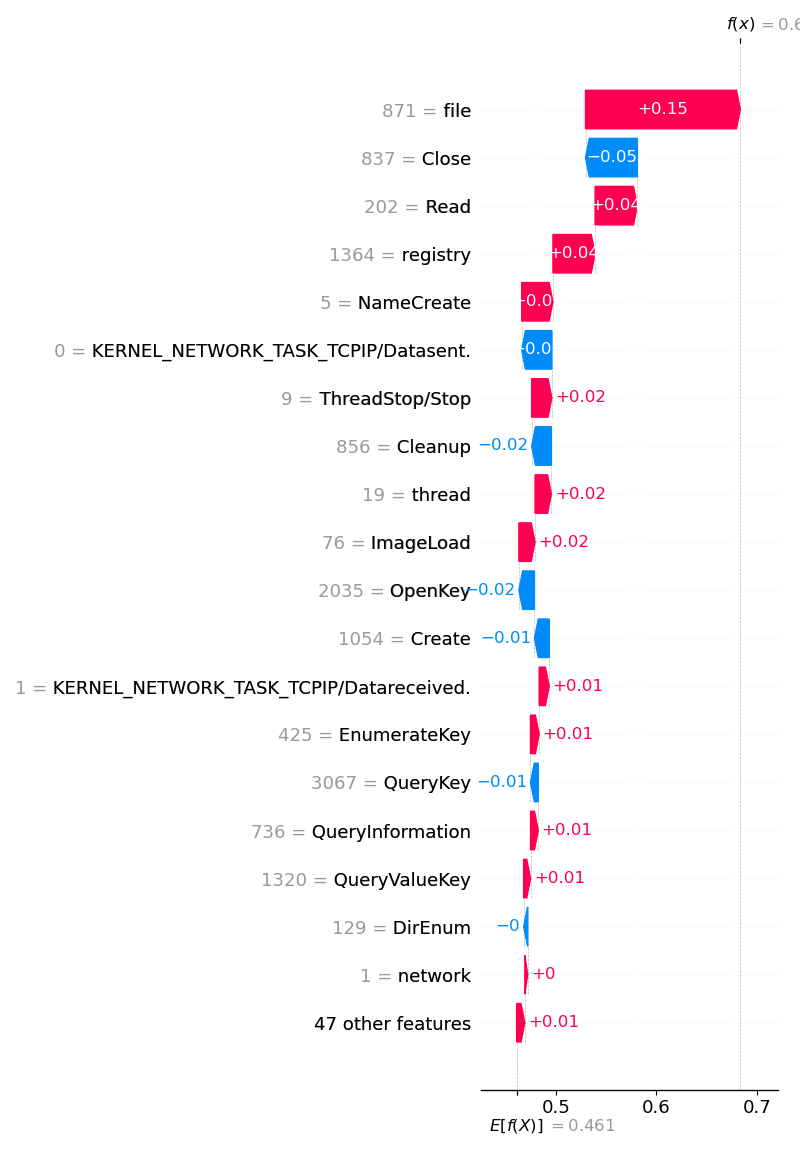 f(x) = 0.6
871 = file
+0.15
837 = Close
−0.05
202 = Read
+0.04
1364 = registry
+0.04
5 = NameCreate
0 = KERNEL_NETWORK_TASK_TCPIP/Datasent.
9 = ThreadStop/Stop
+0.02
856 = Cleanup
−0.02
19 = thread
+0.02
76 = ImageLoad
+0.02
2035 = OpenKey
−0.02
1054 = Create
−0.01
1 = KERNEL_NETWORK_TASK_TCPIP/Datareceived.
+0.01
425 = EnumerateKey
+0.01
3067 = QueryKey
−0.01
736 = QueryInformation
+0.01
1320 = QueryValueKey
+0.01
129 = DirEnum
−0
1 = network
+0
47 other features
+0.01
0.5 0.6 0.7
E[f(X)] = 0.461